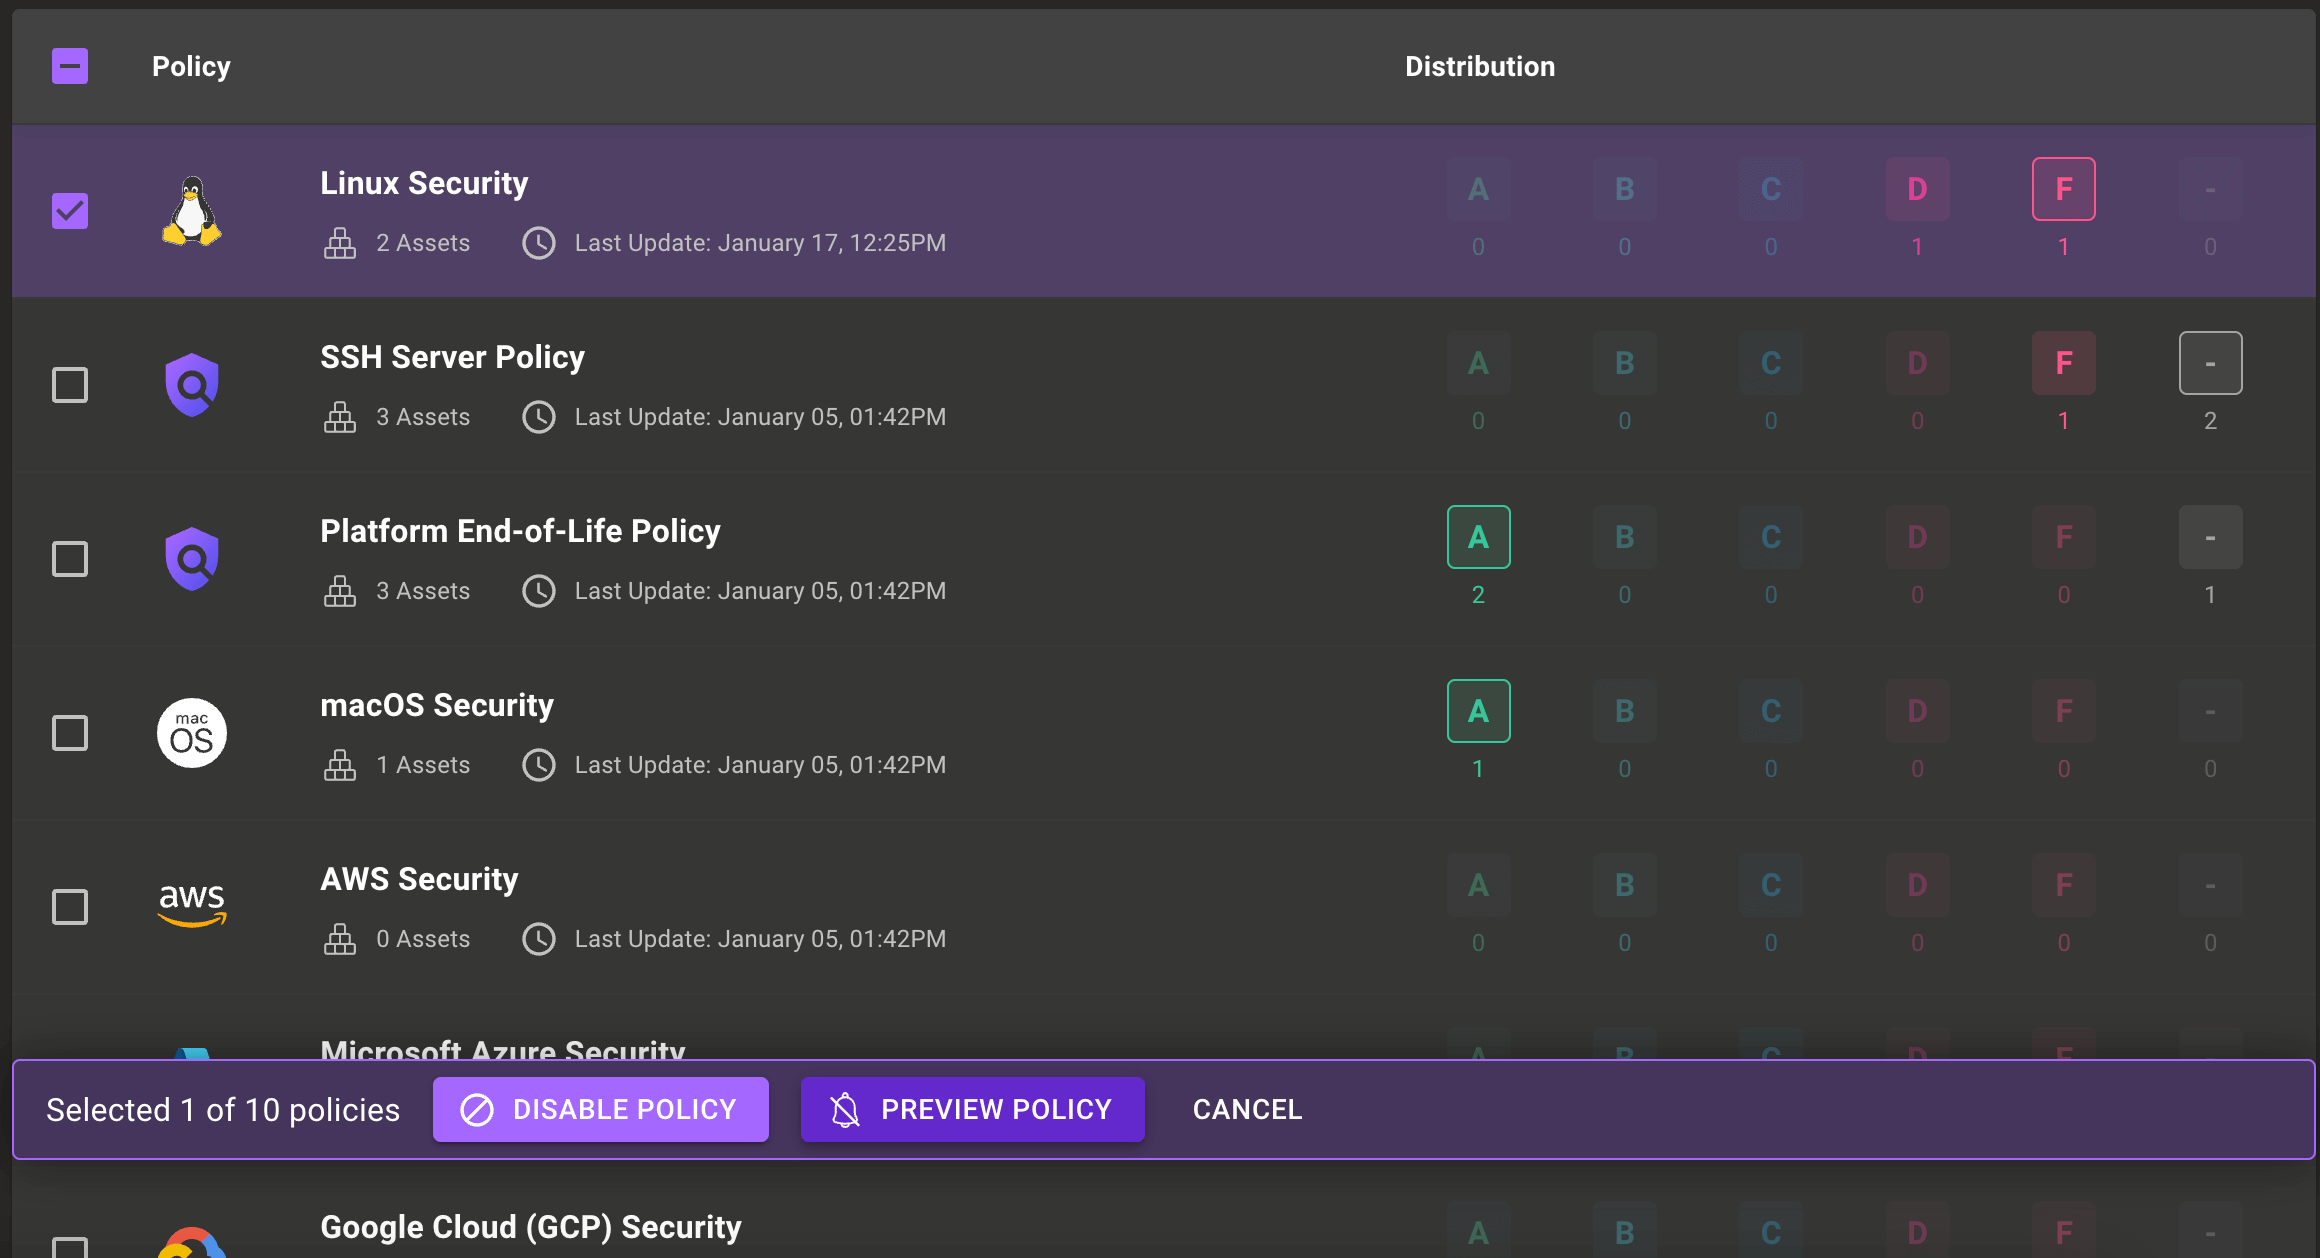 Policy
Distribution
Linux Security
2 Assets
Last Update: January 17, 12:25PM
A B C D F -
0 0 0 1 1 0
SSH Server Policy
3 Assets
Last Update: January 05, 01:42PM
A B C D F -
0 0 0 0 1 2
Platform End-of-Life Policy
3 Assets
Last Update: January 05, 01:42PM
A B C D F -
2 0 0 0 0 1
mac
OS
macOS Security
1 Assets
Last Update: January 05, 01:42PM
A B C D F -
1 0 0 0 0 0
aws
AWS Security
0 Assets
Last Update: January 05, 01:42PM
A B C D F -
0 0 0 0 0 0
Microsoft Azure Security
A B C D F -
Selected 1 of 10 policies
DISABLE POLICY
PREVIEW POLICY
CANCEL
Google Cloud (GCP) Security
A B C D F -